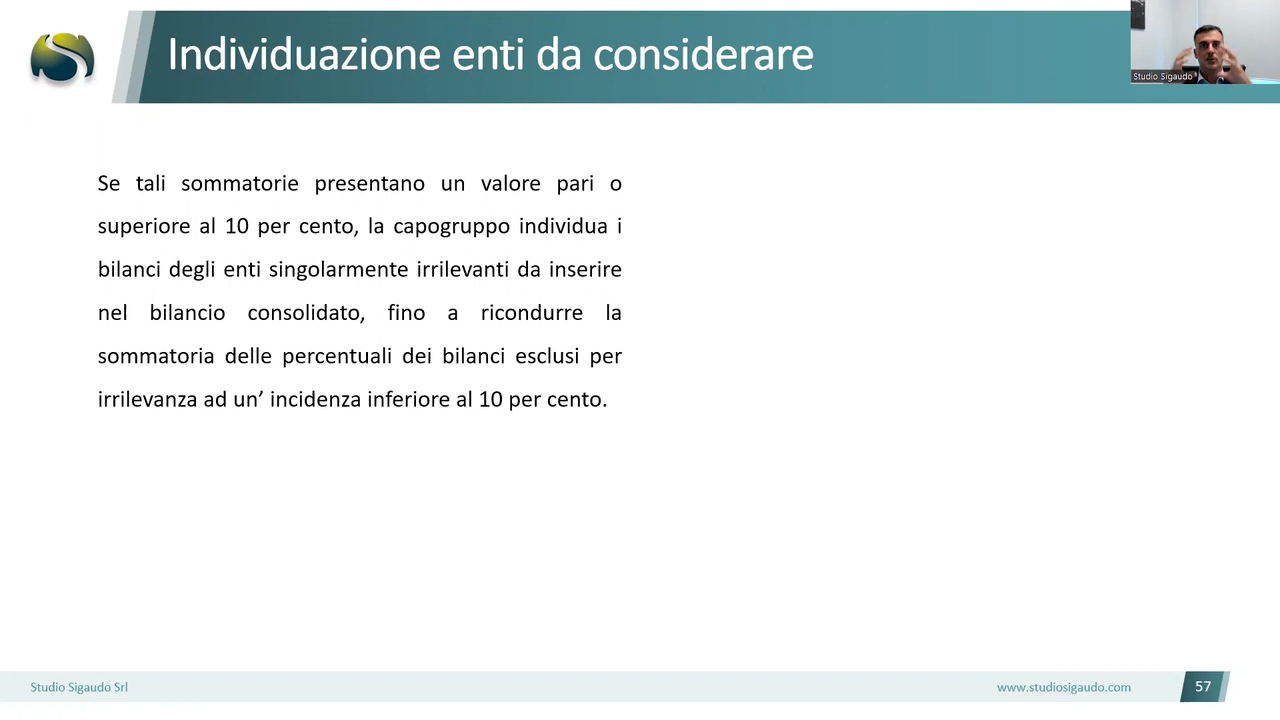 Individuazione enti da considerare
Studio Sigaudo
Se tali sommatorie presentano un valore pari o
superiore al 10 per cento, la capogruppo individua i
bilanci degli enti singolarmente irrilevanti da inserire
nel bilancio consolidato, fino a ricondurre la
sommatoria delle percentuali dei bilanci esclusi per
irrilevanza ad un’ incidenza inferiore al 10 per cento.
Studio Sigaudo Srl
www.studiosigaudo.com
57